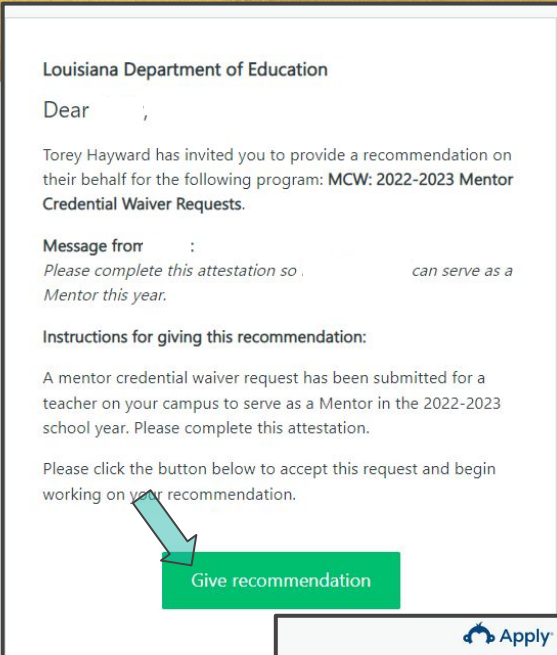 Louisiana Department of Education
Dear ,
Torey Hayward has invited you to provide a recommendation on
their behalf for the following program: MCW: 2022-2023 Mentor
Credential Waiver Requests.
Message from :
Please complete this attestation so can serve as a
Mentor this year.
Instructions for giving this recommendation:
A mentor credential waiver request has been submitted for a
teacher on your campus to serve as a Mentor in the 2022-2023
school year. Please complete this attestation.
Please click the button below to accept this request and begin
working on your recommendation.
Give recommendation
Apply